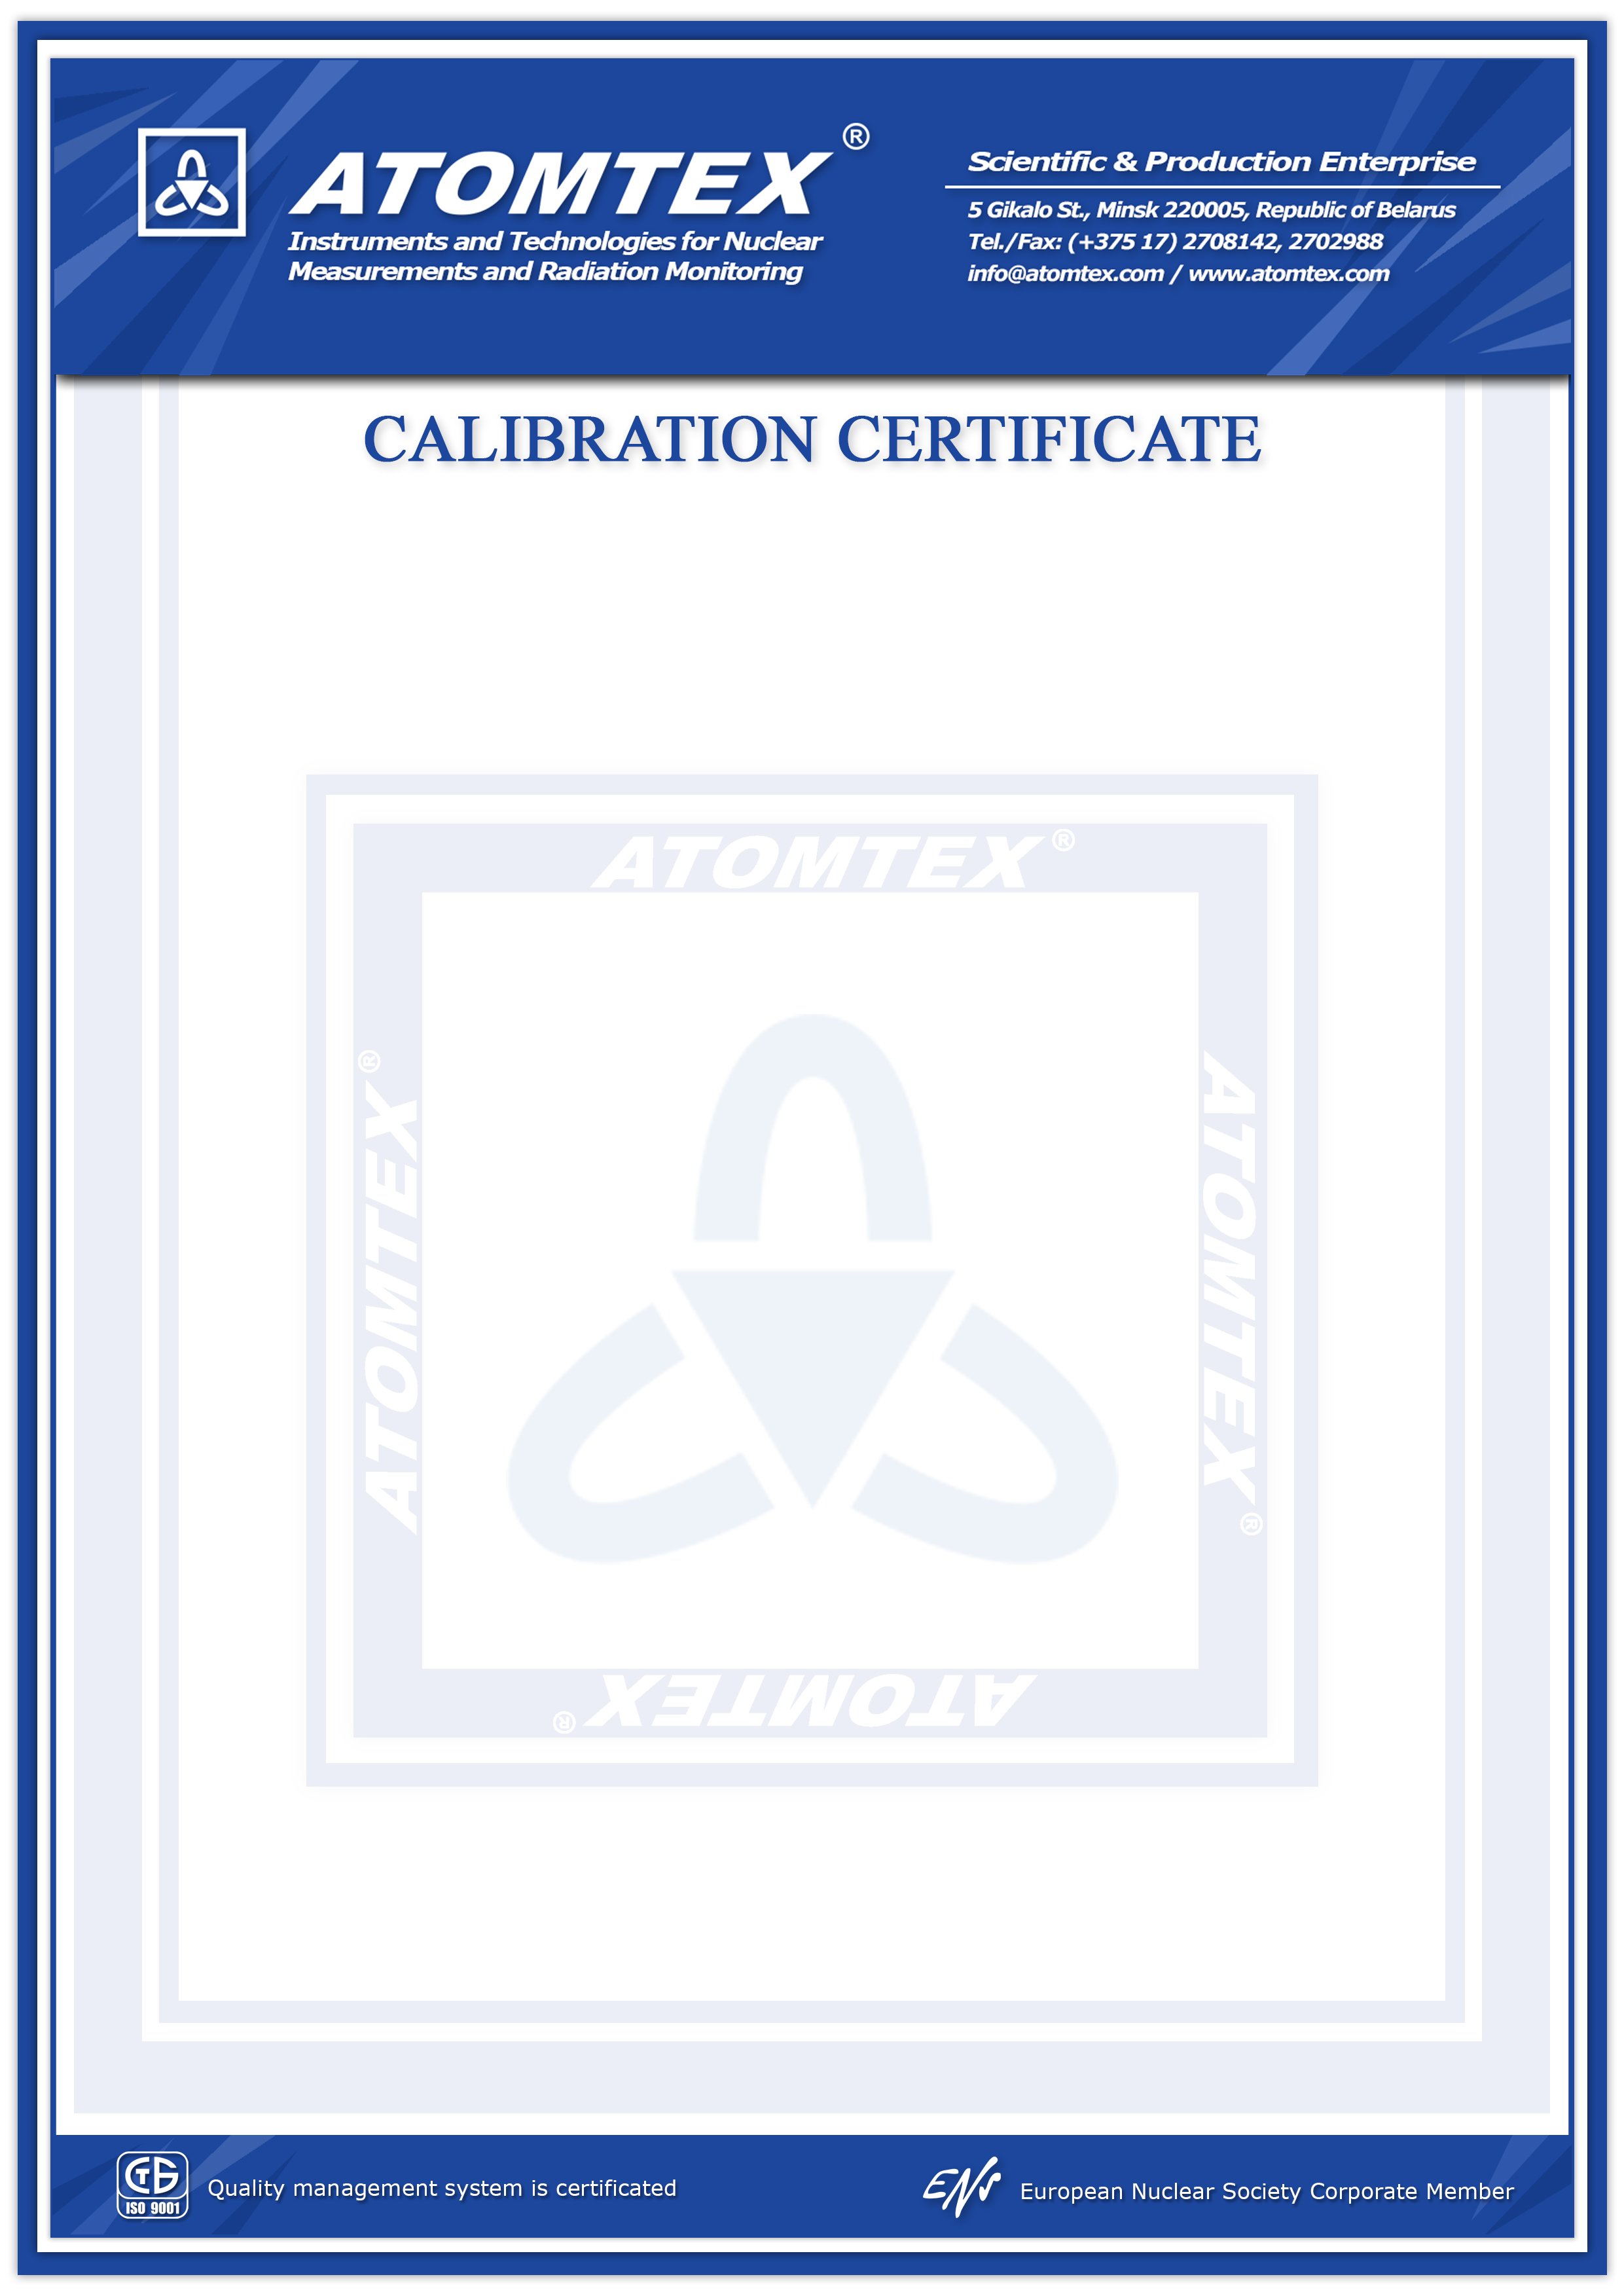 ATOMTEX ®
Instruments and Technologies for Nuclear
Measurements and Radiation Monitoring
Scientific & Production Enterprise
5 Gikalo St., Minsk 220005, Republic of Belarus
Tel./Fax: (+375 17) 2708142, 2702988
info@atomtex.com / www.atomtex.com
CALIBRATION CERTIFICATE
ATOMTEX ®
ATOMTEX ®
ATOMTEX ®
ATOMTEX ®
СТБ
ISO 9001
Quality management system is certificated
ENS
European Nuclear Society Corporate Member